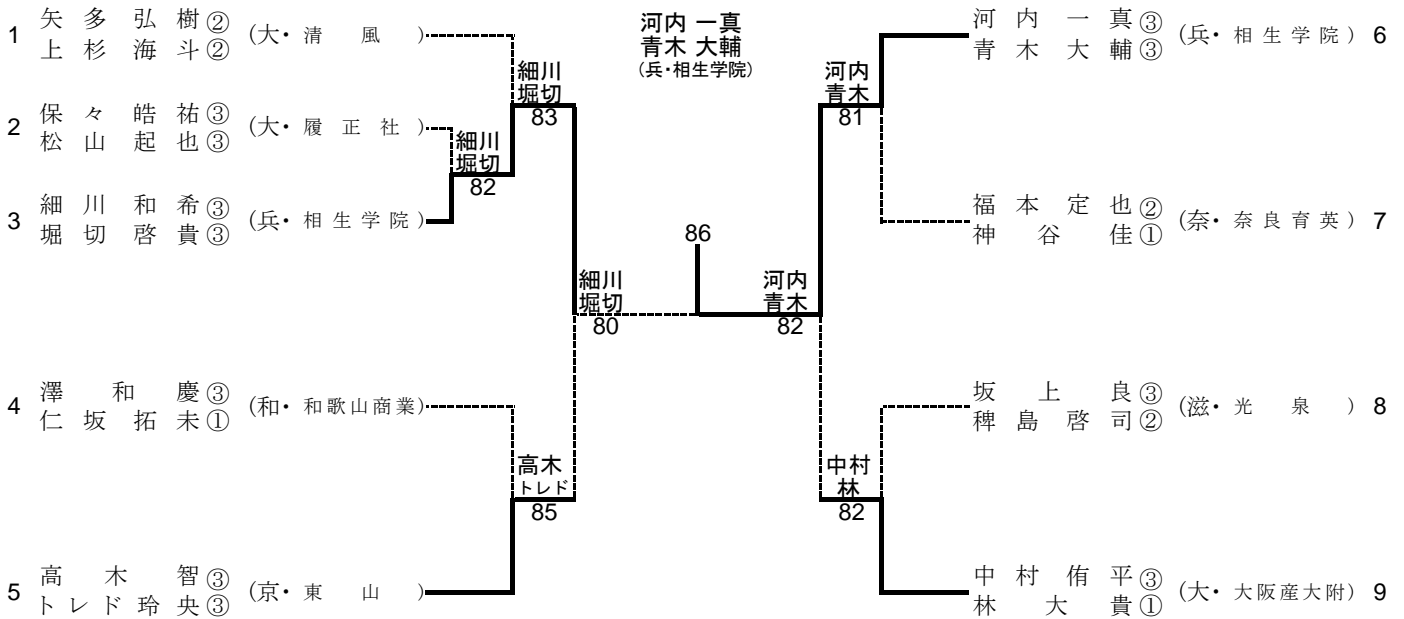 1 矢多弘樹② (大・清風)
上杉海斗②
2 保々皓祐③ (大・履正社)
松山起也③
3 細川和希③ (兵・相生学院)
堀切啓貴③
4 澤和慶③ (和・和歌山商業)
仁坂拓未①
5 高木智③ (京・東山)
トレド玲央③
細川
堀切
82
細川
堀切
83
高木
トレド
85
細川
堀切
80
河内 一真
青木 大輔
(兵・相生学院)
86
河内
青木
82
河内
青木
81
中村
林
82
河内一真③ (兵・相生学院) 6
青木大輔③
福本定也② (奈・奈良育英) 7
神谷佳①
坂上良③ (滋・光泉) 8
稗島啓司②
中村侑平③ (大・大阪産大附) 9
林大貴①